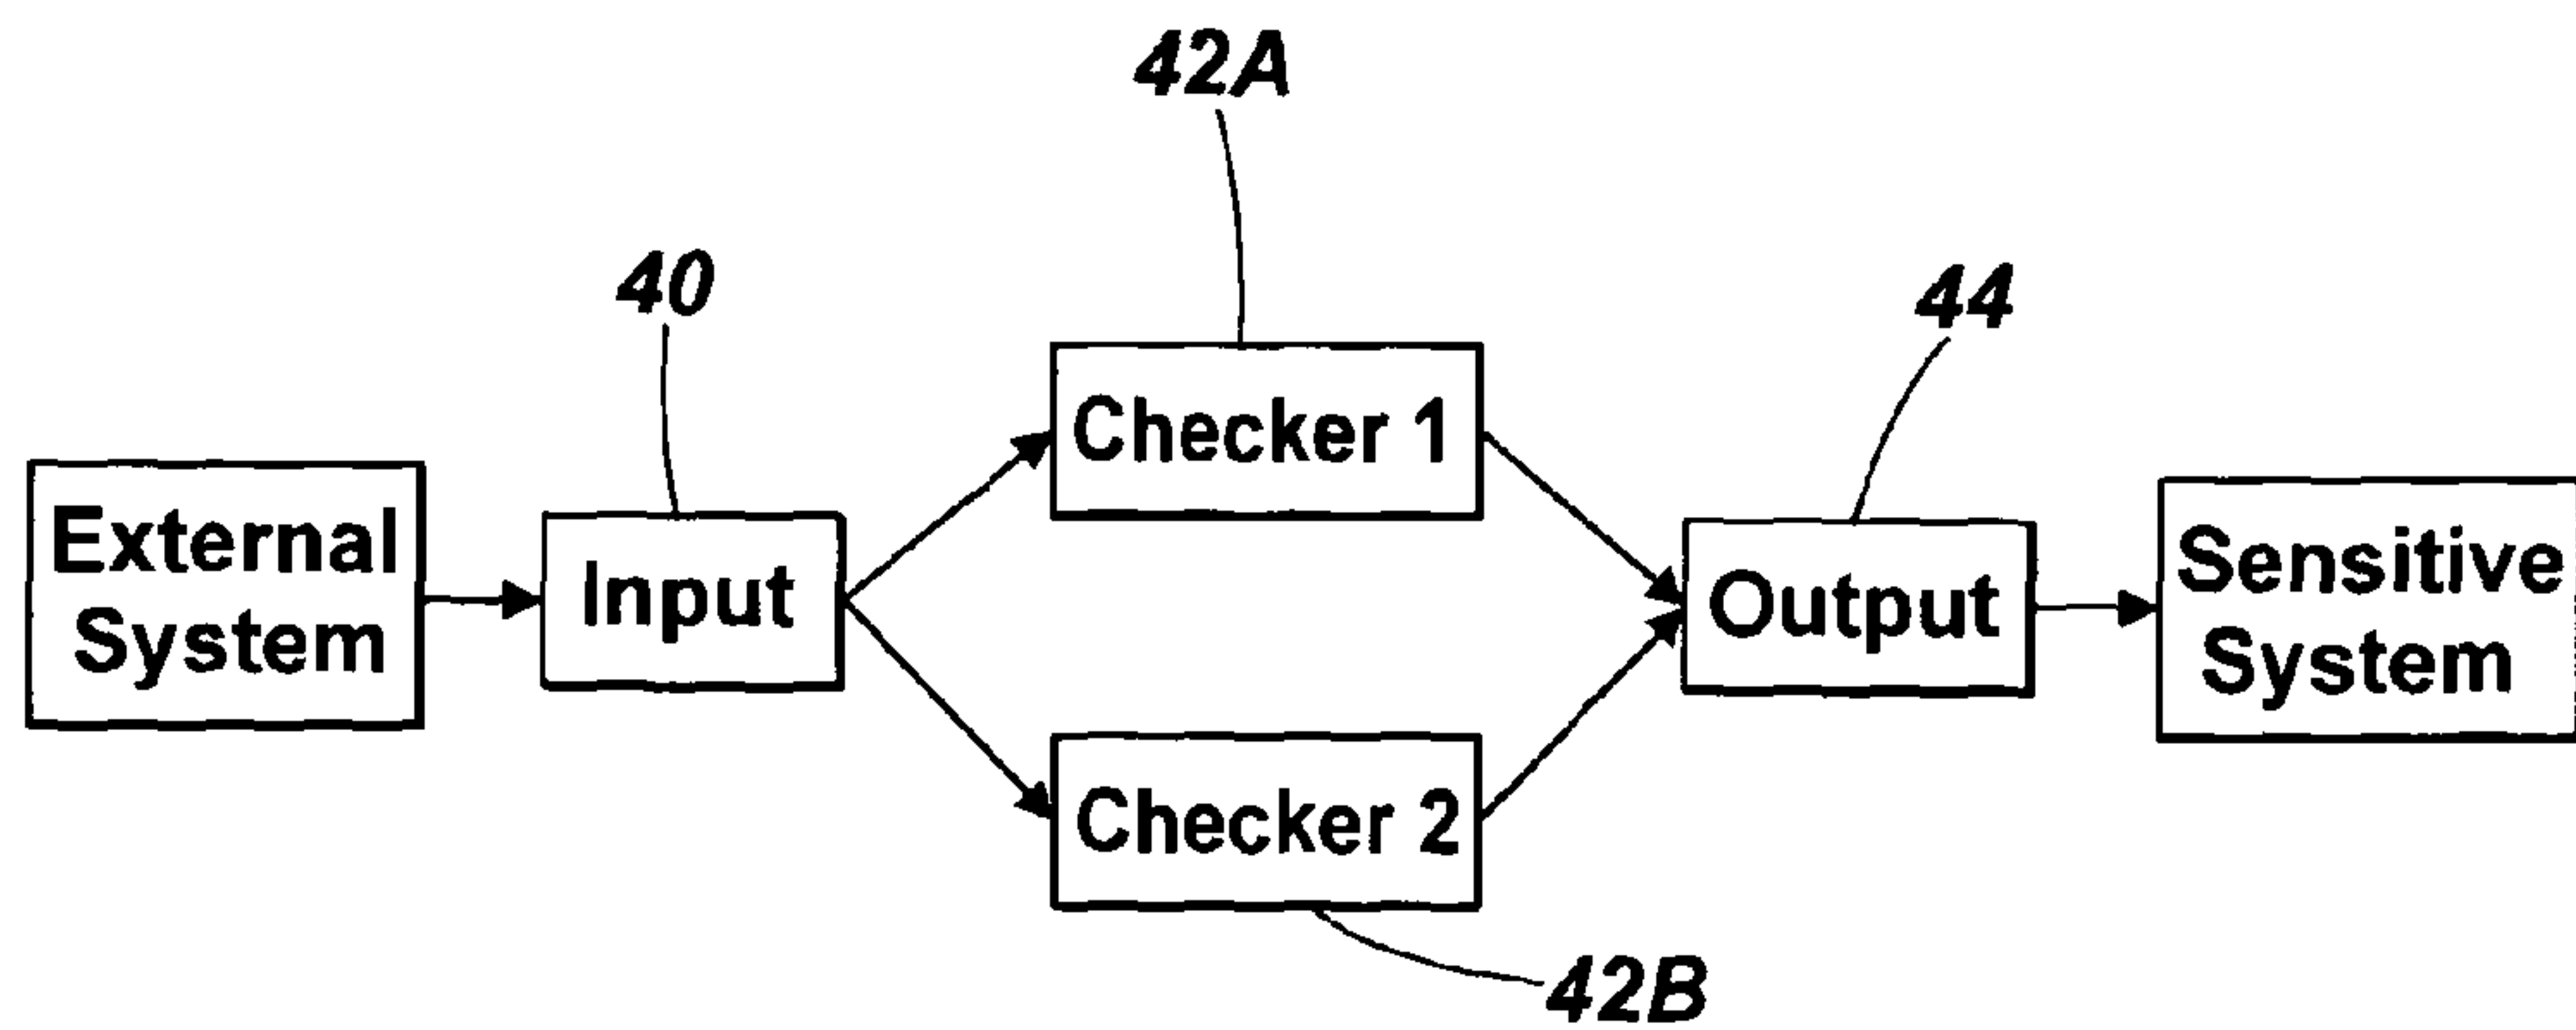 42A
40
44
Checker 1
External
System
Input
Output
Sensitive
System
Checker 2
42B